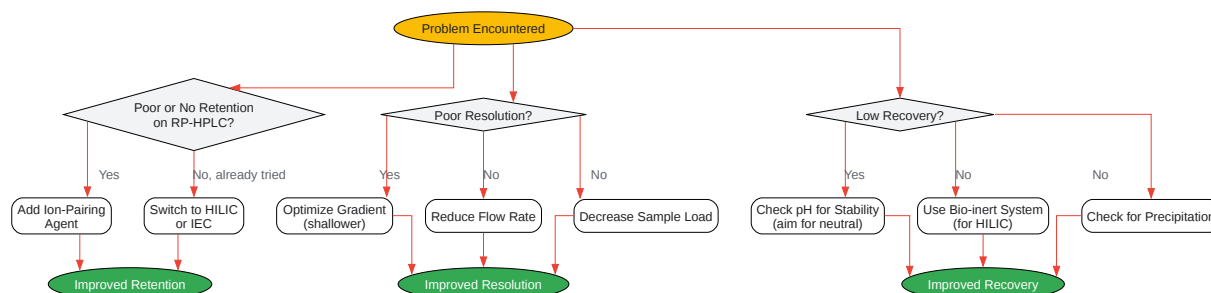 Problem Encountered
Poor or No Retention
on RP-HPLC?
Poor Resolution?
Low Recovery?
Yes
No, already tried
Yes
No
No
Yes
No
No
Add Ion-Pairing
Agent
Switch to HILIC
or IEC
Optimize Gradient
(shallower)
Reduce Flow Rate
Decrease Sample Load
Check pH for Stability
(aim for neutral)
Use Bio-inert System
(for HILIC)
Check for Precipitation
Improved Retention
Improved Resolution
Improved Recovery